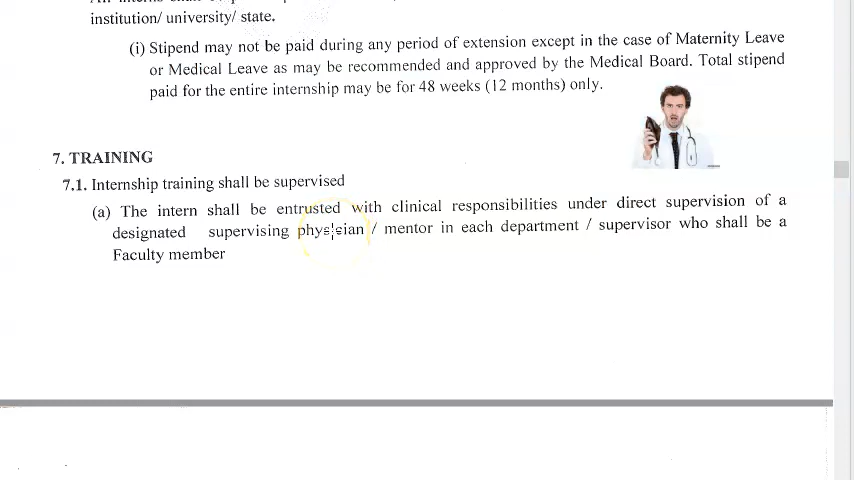 institution/ university/ state.
(i) Stipend may not be paid during any period of extension except in the case of Maternity Leave
or Medical Leave as may be recommended and approved by the Medical Board. Total stipend
paid for the entire internship may be for 48 weeks (12 months) only.
7. TRAINING
7.1. Internship training shall be supervised
(a) The intern shall be entrusted with clinical responsibilities under direct supervision of a
designated supervising physician / mentor in each department / supervisor who shall be a
Faculty member